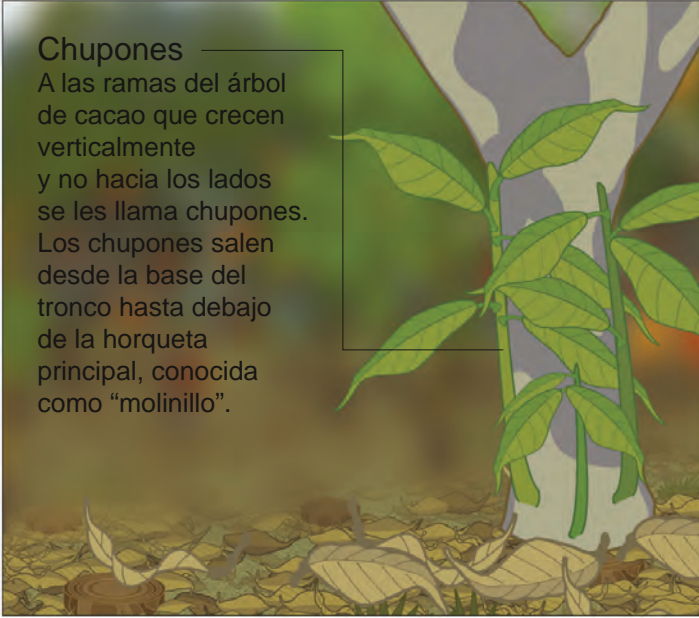 Chupones
A las ramas del árbol
de cacao que crecen
verticalmente
y no hacia los lados
se les llama chupones.
Los chupones salen
desde la base del
tronco hasta debajo
de la horqueta
principal, conocida
como “molinillo”.